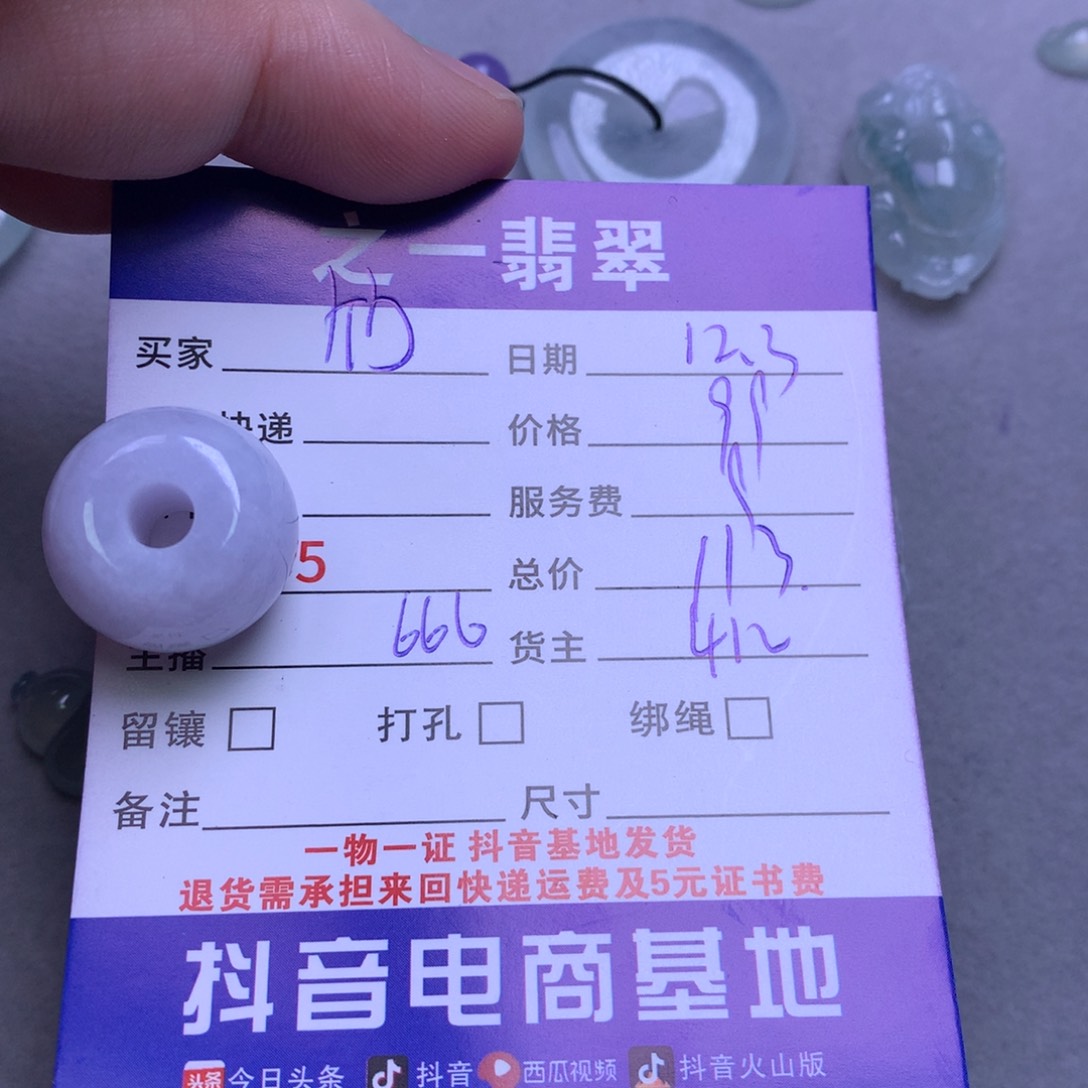 之一翡翠
买家 日期 12.3
快递 价格
服务费
5 总价 113.
主播 666 货主 412
留镶 打孔 绑绳
备注 尺寸
一物一证 抖音基地发货
退货需承担来回快递运费及5元证书费
抖音电商基地
头条 今日头条 抖音 西瓜视频 抖音火山版